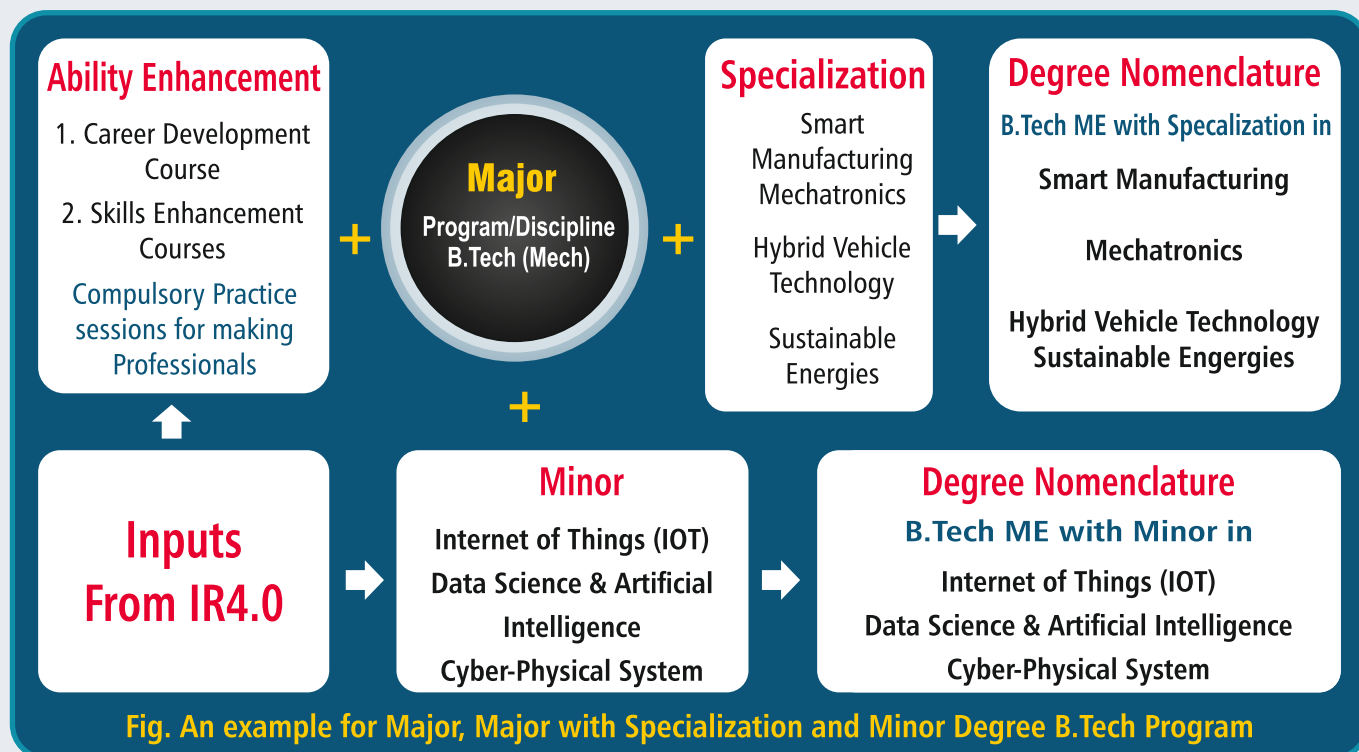 Ability Enhancement
1. Career Development
Course
2. Skills Enhancement
Courses
Compulsory Practice
sessions for making
Professionals
+
Major
Program/Discipline
B.Tech (Mech)
+
Specialization
Smart
Manufacturing
Mechatronics
Hybrid Vehicle
Technology
Sustainable
Energies
Degree Nomenclature
B.Tech ME with Specalization in
Smart Manufacturing
Mechatronics
Hybrid Vehicle Technology
Sustainable Engergies
+
Inputs
From IR4.0
Minor
Internet of Things (IOT)
Data Science & Artificial
Intelligence
Cyber-Physical System
Degree Nomenclature
B.Tech ME with Minor in
Internet of Things (IOT)
Data Science & Artificial Intelligence
Cyber-Physical System
Fig. An example for Major, Major with Specialization and Minor Degree B.Tech Program